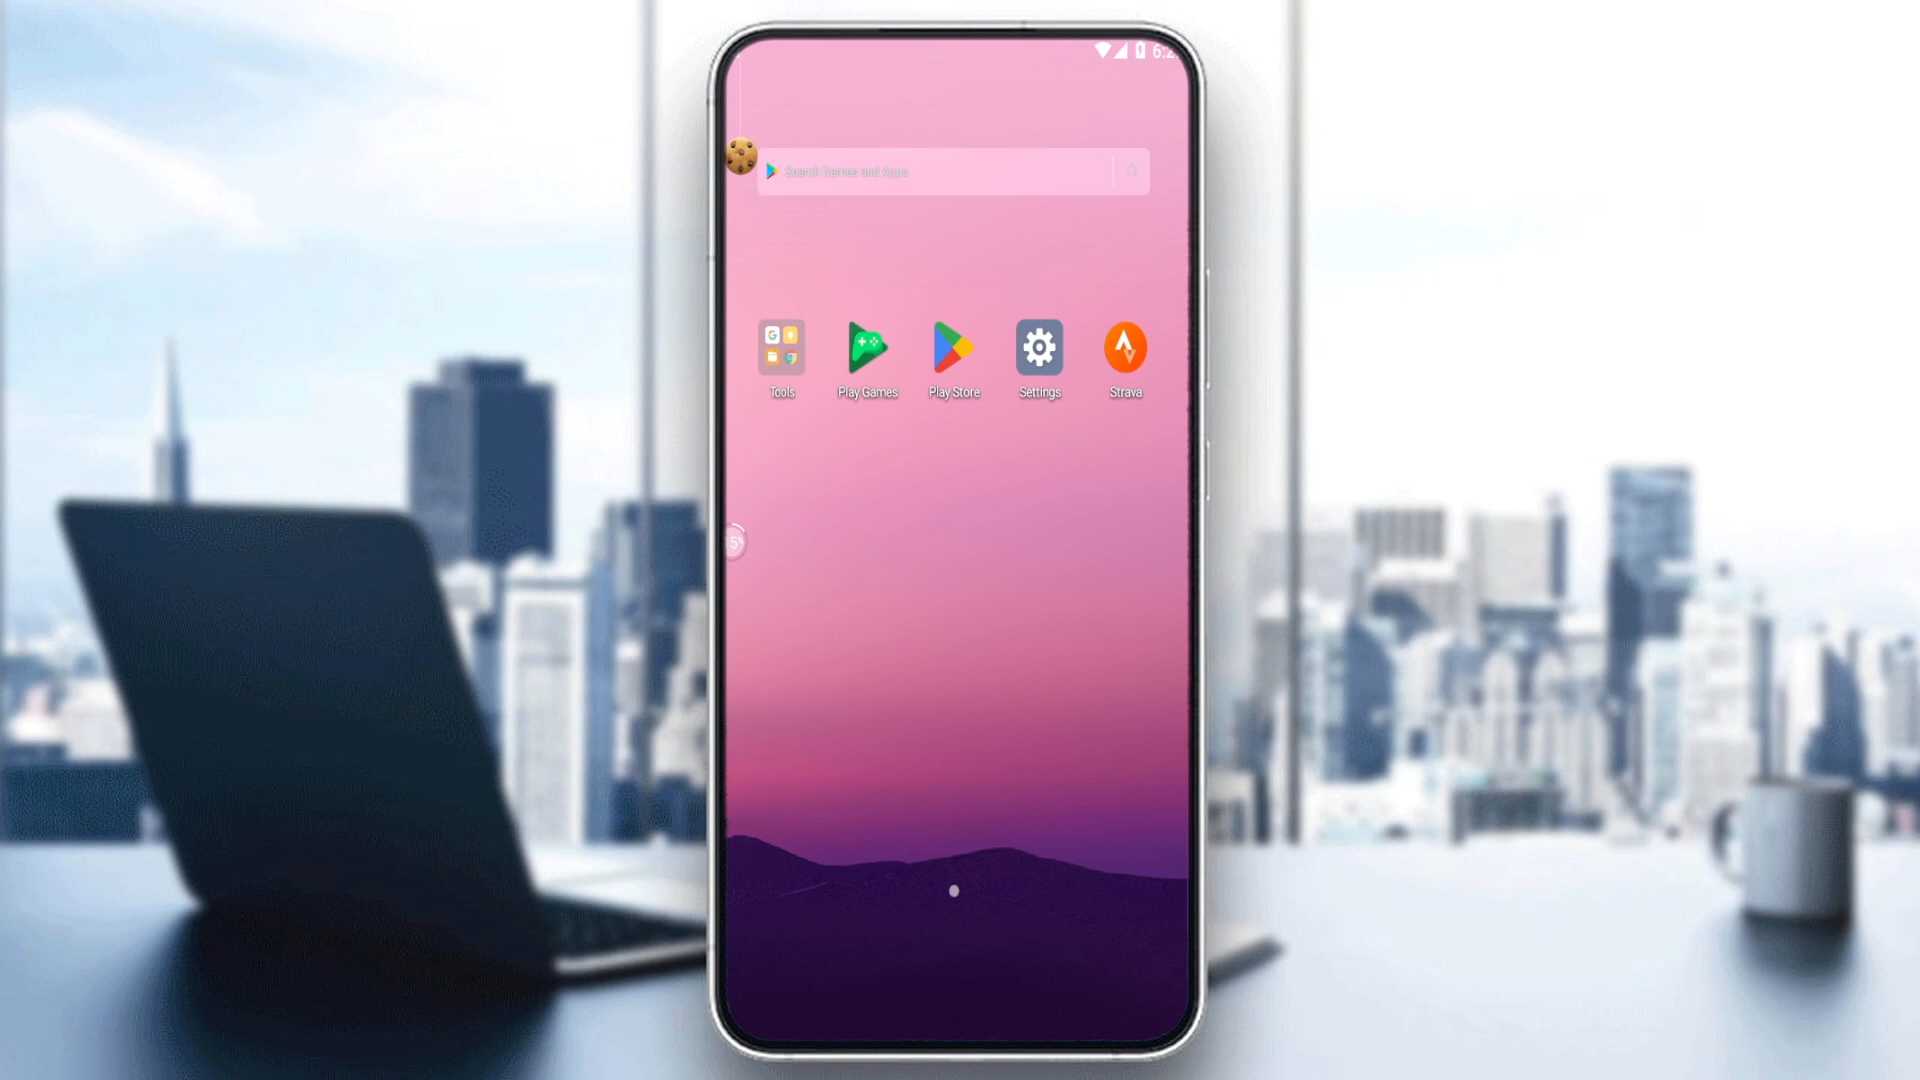 Search Games and Apps
Tools
Play Games
Play Store
Settings
Strava